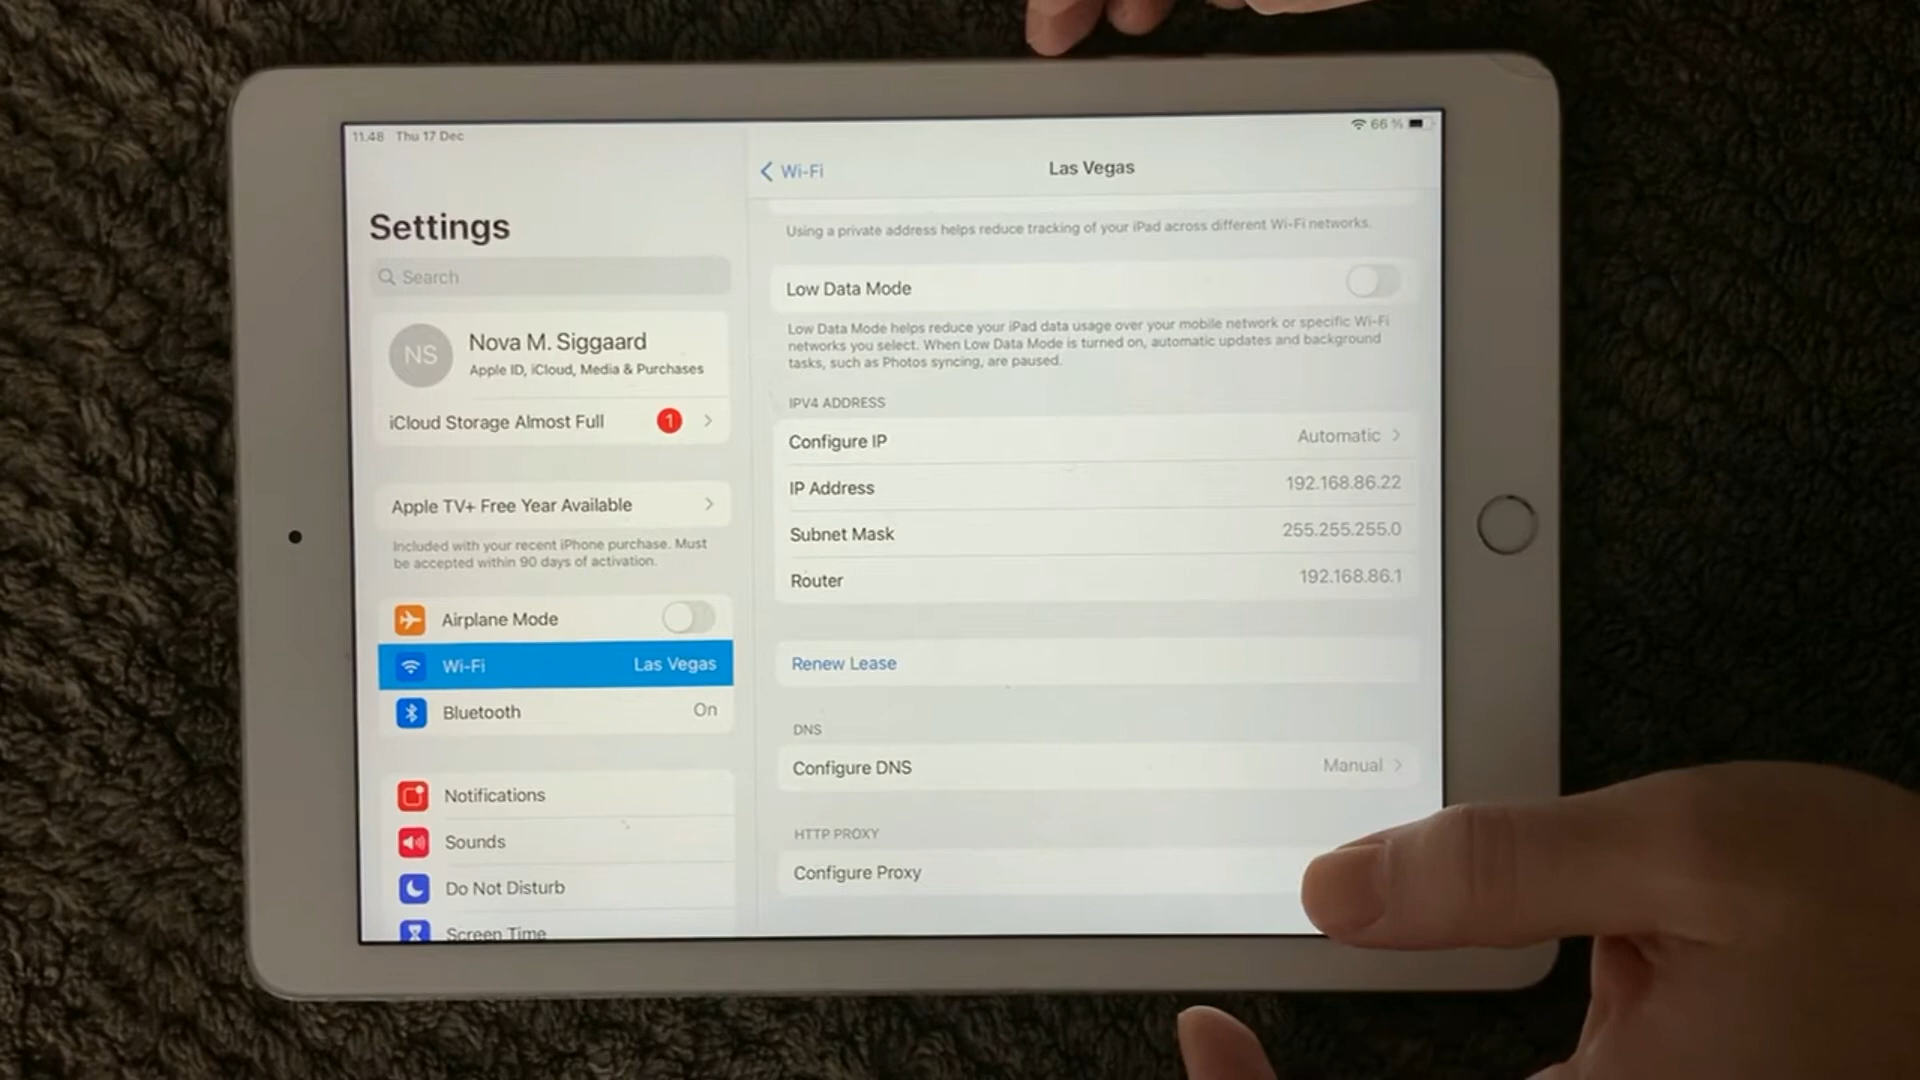 11.48 Thu 17 Dec
66 %
Settings
Search
NS
Nova M. Siggaard
Apple ID, iCloud, Media & Purchases
iCloud Storage Almost Full 1
Apple TV+ Free Year Available
Included with your recent iPhone purchase. Must
be accepted within 90 days of activation.
Airplane Mode
Wi-Fi Las Vegas
Bluetooth On
Notifications
Sounds
Do Not Disturb
Screen Time
Wi-Fi
Las Vegas
Using a private address helps reduce tracking of your iPad across different Wi-Fi networks.
Low Data Mode
Low Data Mode helps reduce your iPad data usage over your mobile network or specific Wi-Fi
networks you select. When Low Data Mode is turned on, automatic updates and background
tasks, such as Photos syncing, are paused.
IPV4 ADDRESS
Configure IP Automatic
IP Address 192.168.86.22
Subnet Mask 255.255.255.0
Router 192.168.86.1
Renew Lease
DNS
Configure DNS Manual
HTTP PROXY
Configure Proxy